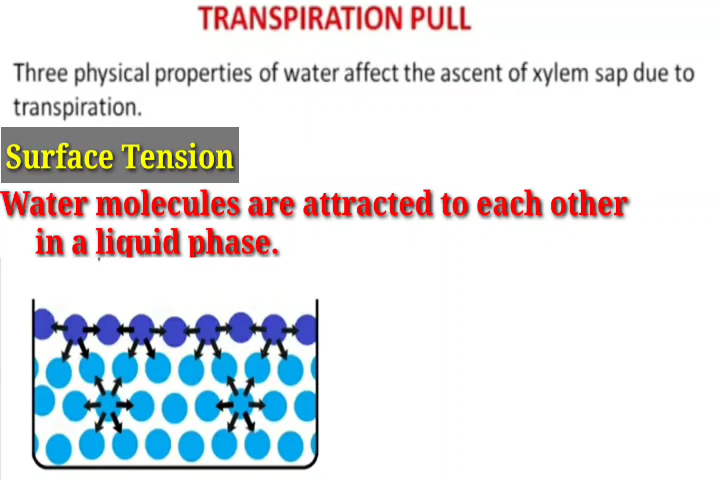 TRANSPIRATION PULL
Three physical properties of water affect the ascent of xylem sap due to
transpiration.
Surface Tension
Water molecules are attracted to each other
in a liquid phase.